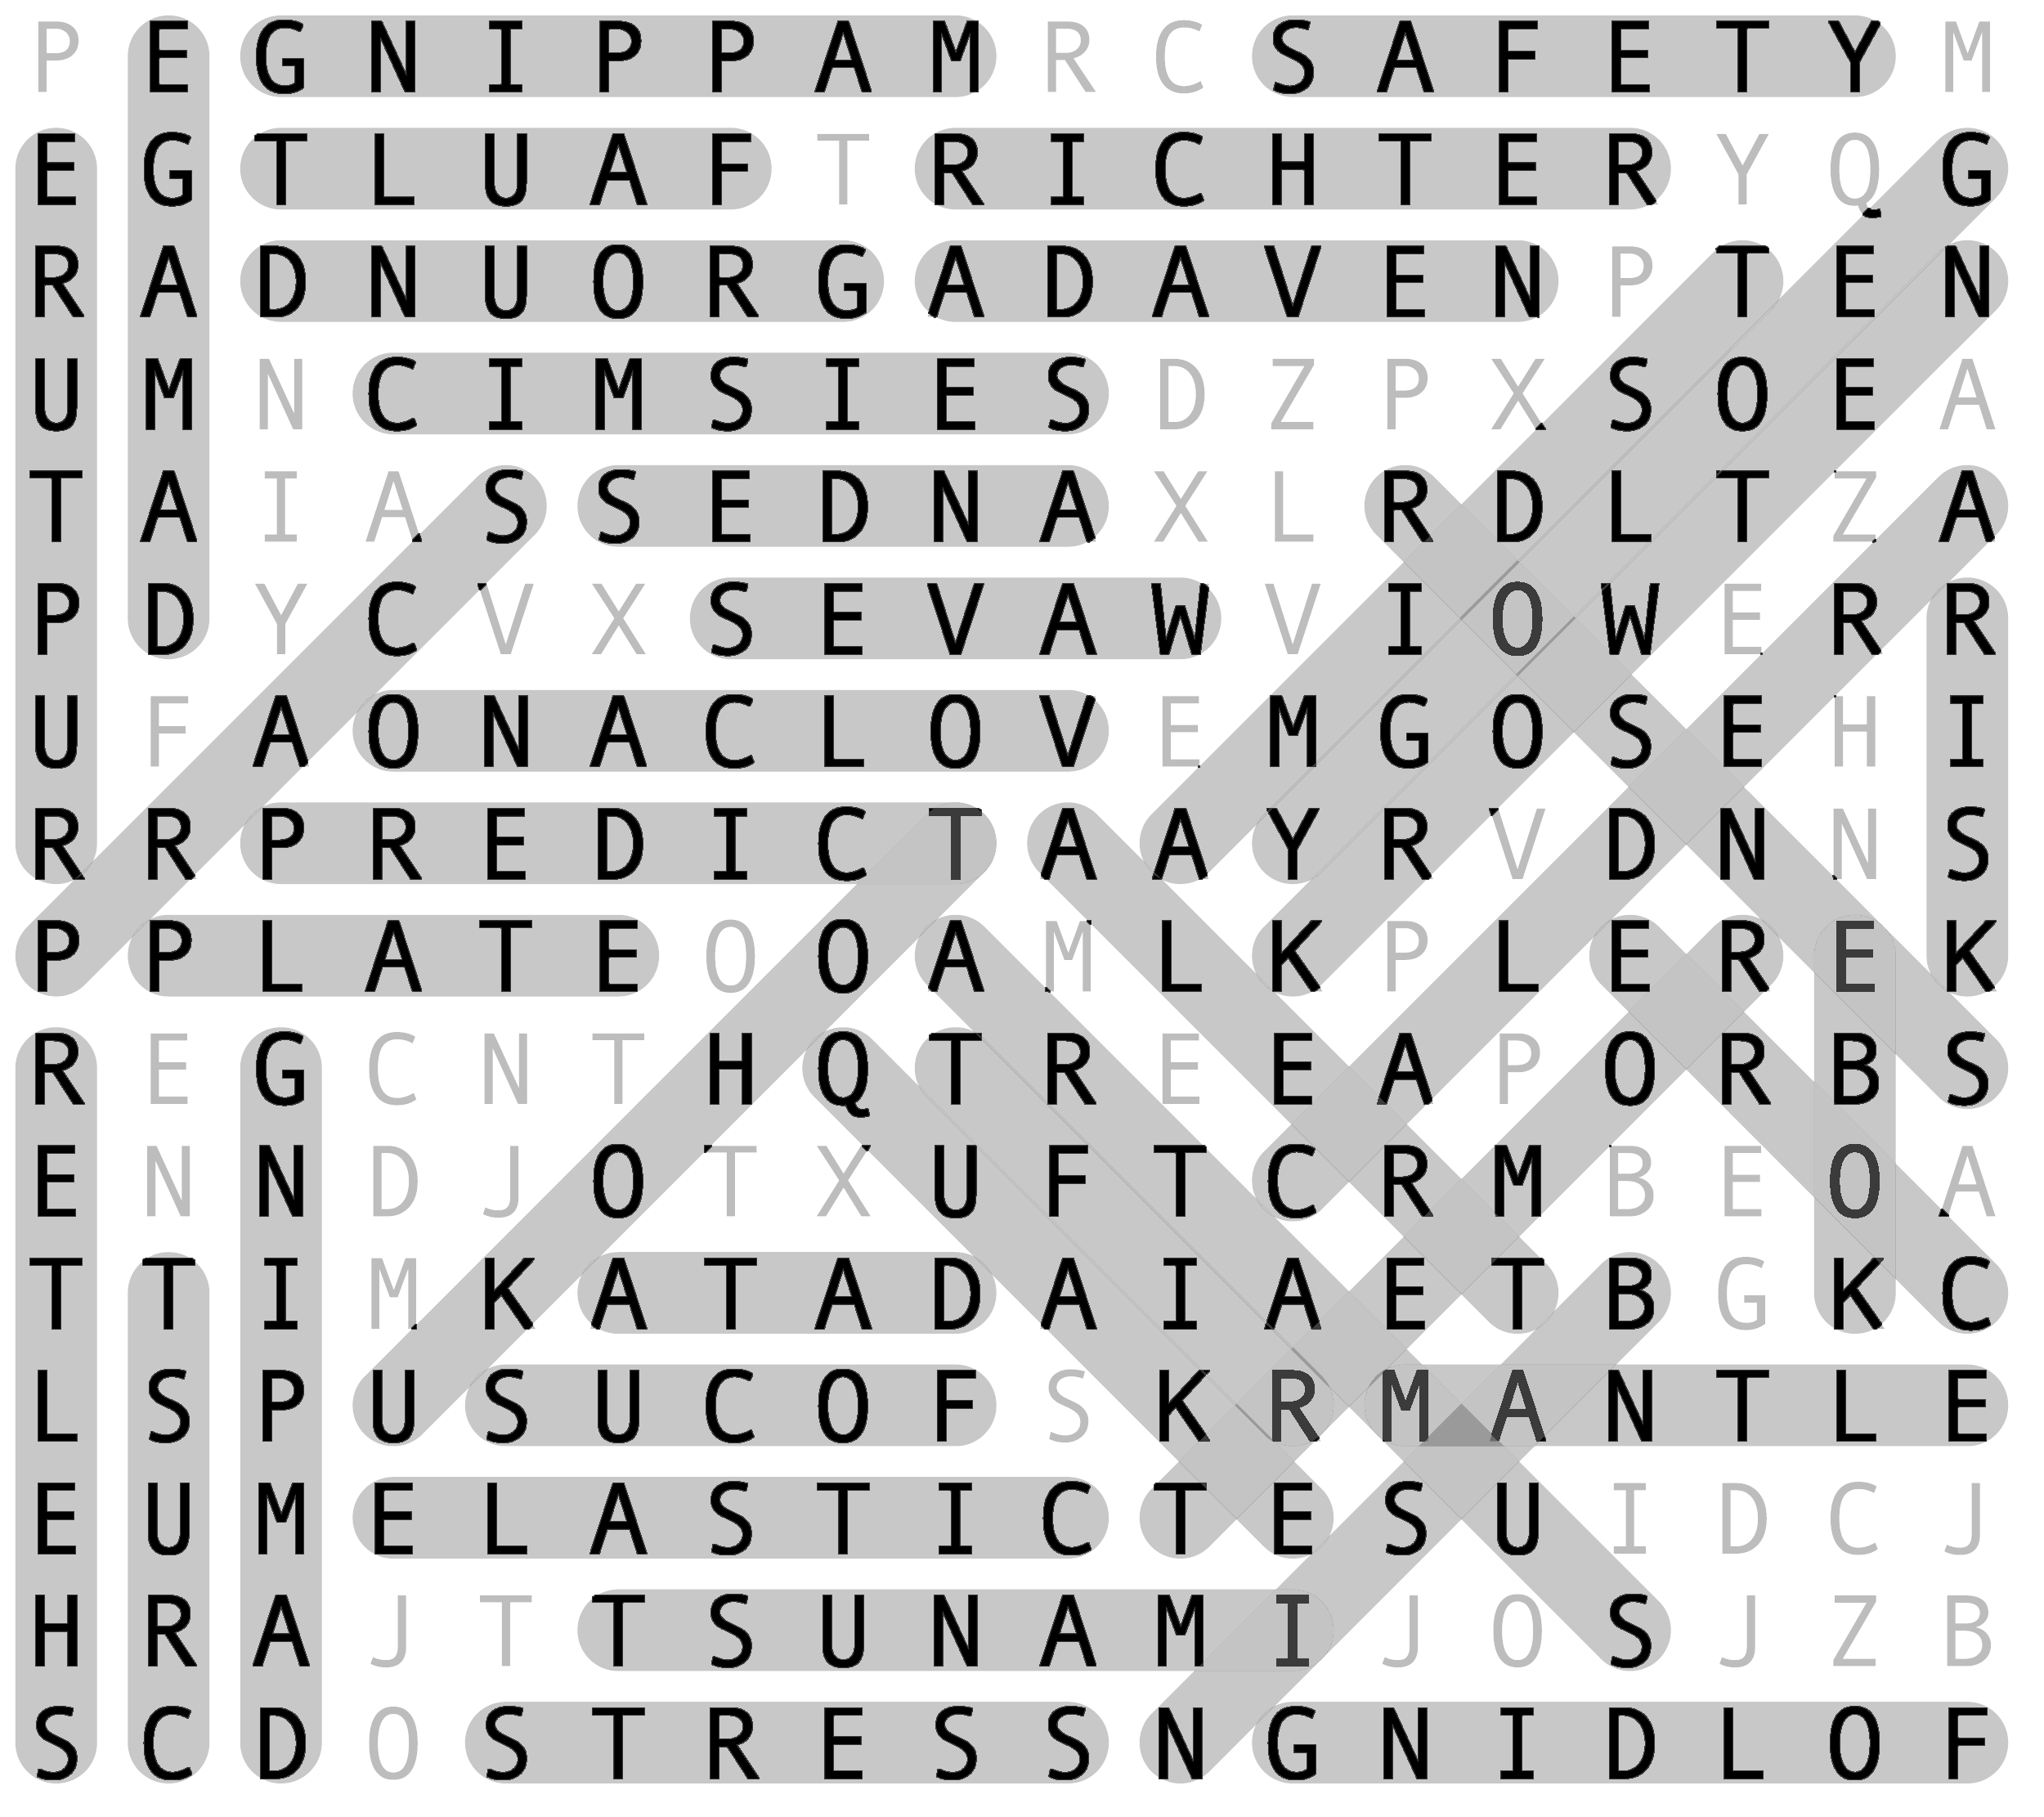 P E G N I P P A M R C S A F E T Y M
E G T L U A F T R I C H T E R Y Q G
R A D N U O R G A D A V E N P T E N
U M N C I M S I E S D Z P X S O E A
T A I A S S E D N A X L R D L T Z A
P D Y C V X S E V A W V I O W E R R
U F A O N A C L O V E M G O S E H I
R R P R E D I C T A A Y R V D N N S
P P L A T E O O A M L K P L E R E K
R E G C N T H Q T R E E A P O R B S
E N N D J O T X U F T C R M B E O A
T T I M K A T A D A I A E T B G K C
L S P U S U C O F S K R M A N T L E
E U M E L A S T I C T E S U I D C J
H R A J T T S U N A M I J O S J Z B
S C D O S T R E S S N G N I D L O F